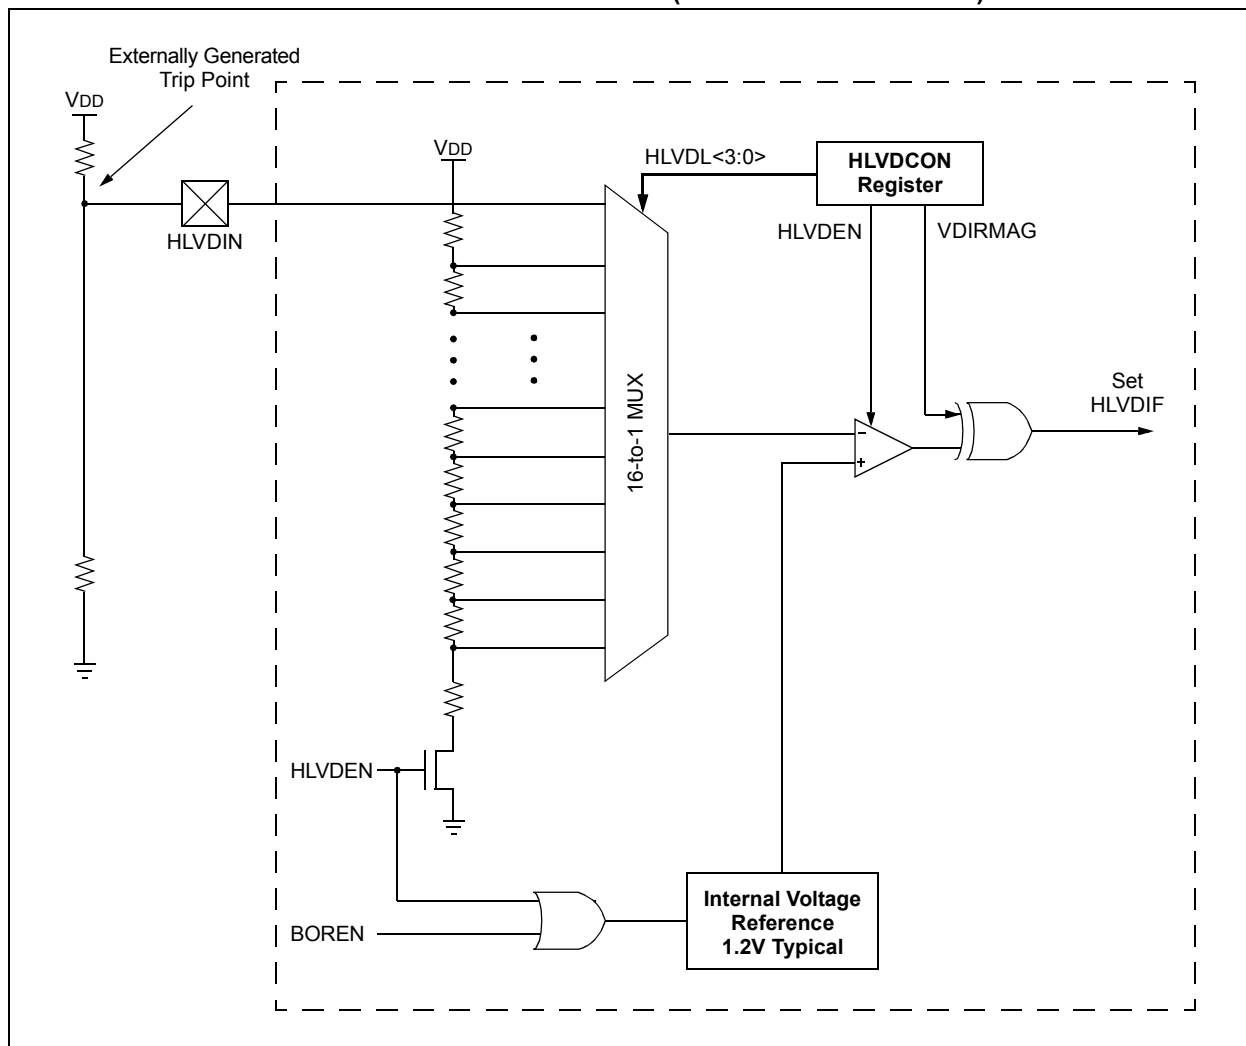 Externally Generated
Trip Point
VDD
VDD
HLVDIN
HLVDL<3:0>
HLVDCON
Register
HLVDEN
VDIRMAG
16-to-1 MUX
–
+
Set
HLVDIF
HLVDEN
BOREN
Internal Voltage
Reference
1.2V Typical